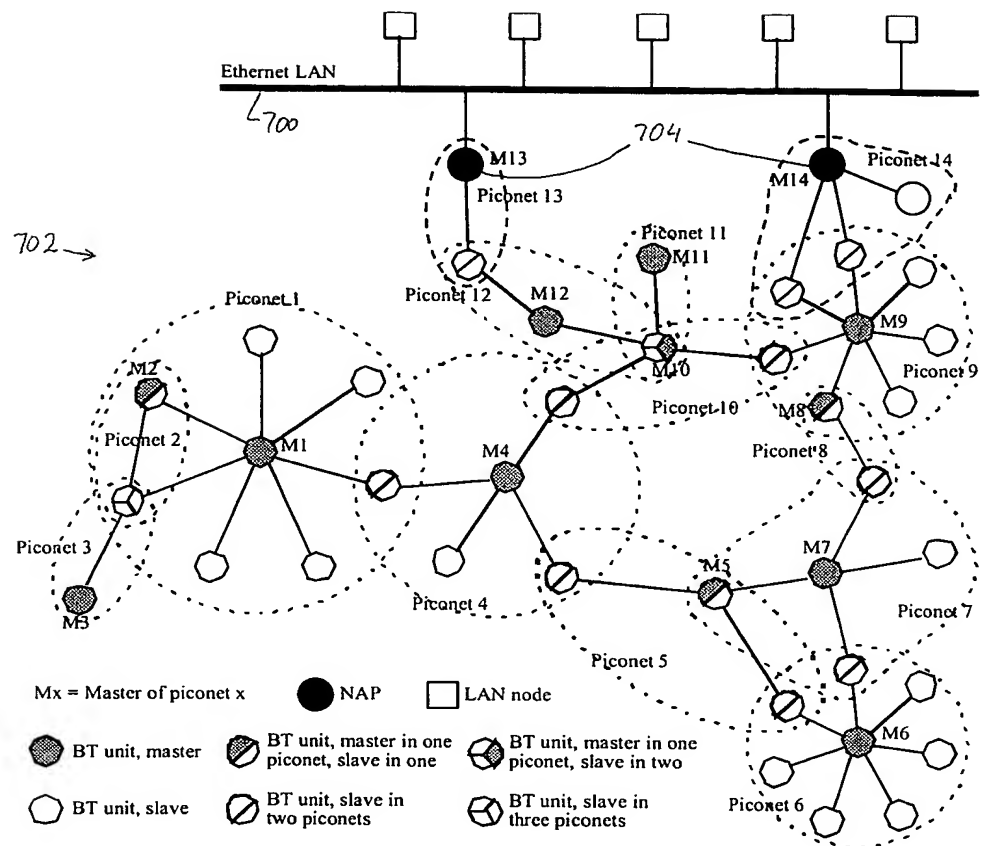 Ethernet LAN
700
704
M13
Piconet 13
M14
Piconet 14
702
Piconet 11
M11
Piconet 12
M12
Piconet 1
M9
M10
Piconet 9
M2
Piconet 10
M8
Piconet 2
M1
M4
Piconet 8
Piconet 3
M5
M7
M3
Piconet 4
Piconet 7
Piconet 5
Mx = Master of piconet x
NAP
LAN node
M6
BT unit, master
BT unit, master in one
piconet, slave in one
BT unit, master in one
piconet, slave in two
BT unit, slave
BT unit, slave in
two piconets
BT unit, slave in
three piconets
Piconet 6